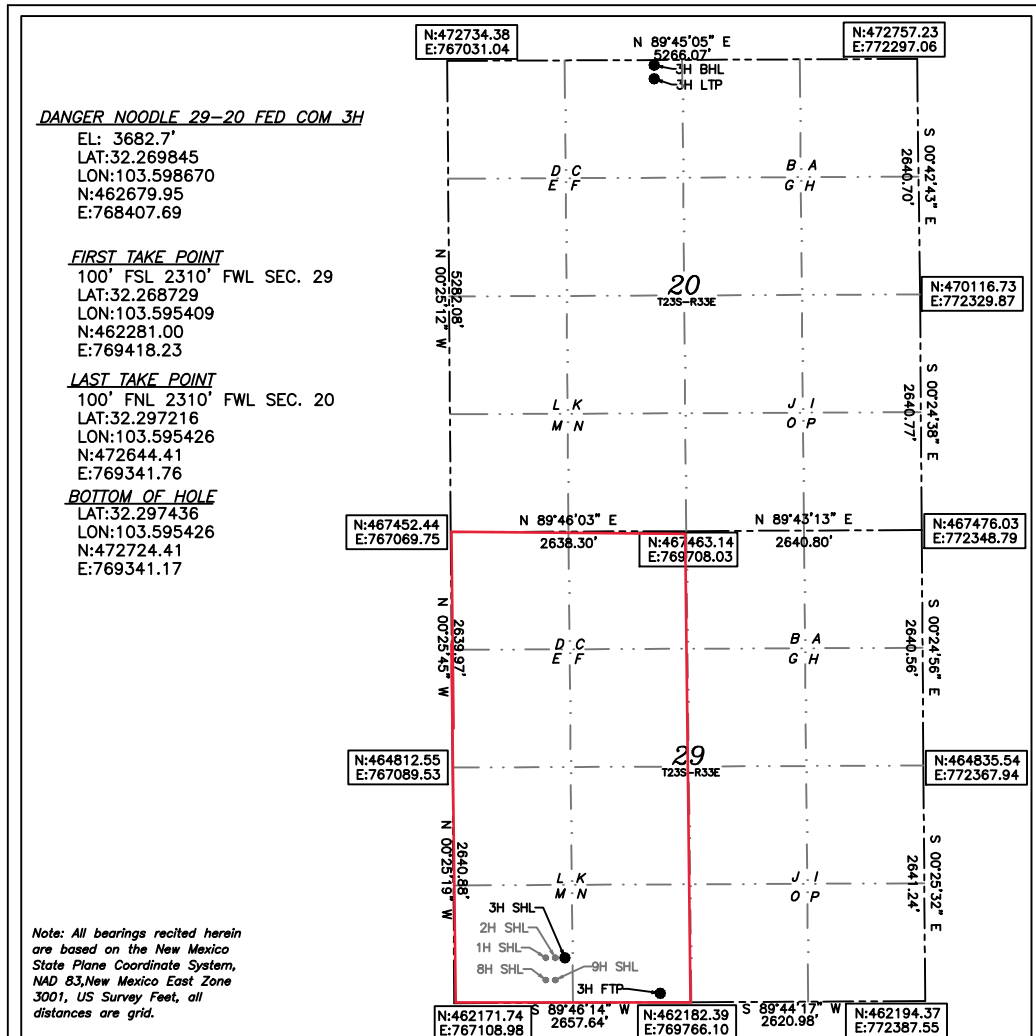 N:472734.38
E:767031.04
N 89°45'05" E
5266.07'
N:472757.23
E:772297.06
3H BHL
3H LTP
DANGER NOODLE 29-20 FED COM 3H
EL: 3682.7'
LAT:32.269845
LON:103.598670
N:462679.95
E:768407.69
FIRST TAKE POINT
100' FSL 2310' FWL SEC. 29
LAT:32.268729
LON:103.595409
N:462281.00
E:769418.23
LAST TAKE POINT
100' FNL 2310' FWL SEC. 20
LAT:32.297216
LON:103.595426
N:472644.41
E:769341.76
BOTTOM OF HOLE
LAT:32.297436
LON:103.595426
N:472724.41
E:769341.17
D C
E F
B A
G H
S 00°42'43" E
2640.70'
N 00°25'12" W
5282.08'
20
T23S-R33E
N:470116.73
E:772329.87
L K
M N
J I
O P
S 00°24'38" E
2640.77'
N:467452.44
E:767069.75
N 89°46'03" E
2638.30'
N:467463.14
E:769708.03
N 89°43'13" E
2640.80'
N:467476.03
E:772348.79
N 00°25'45" W
2639.97'
D C
E F
B A
G H
S 00°24'56" E
2640.56'
N:464812.55
E:767089.53
29
T23S-R33E
N:464835.54
E:772367.94
N 00°25'19" W
2640.88'
L K
M N
J I
O P
S 00°25'32" E
2641.24'
3H SHL
2H SHL
1H SHL
8H SHL
9H SHL
3H FTP
Note: All bearings recited herein
are based on the New Mexico
State Plane Coordinate System,
NAD 83,New Mexico East Zone
3001, US Survey Feet, all
distances are grid.
N:462171.74
E:767108.98
S 89°46'14" W
2657.64'
N:462182.39
E:769766.10
S 89°44'17" W
2620.98'
N:462194.37
E:772387.55